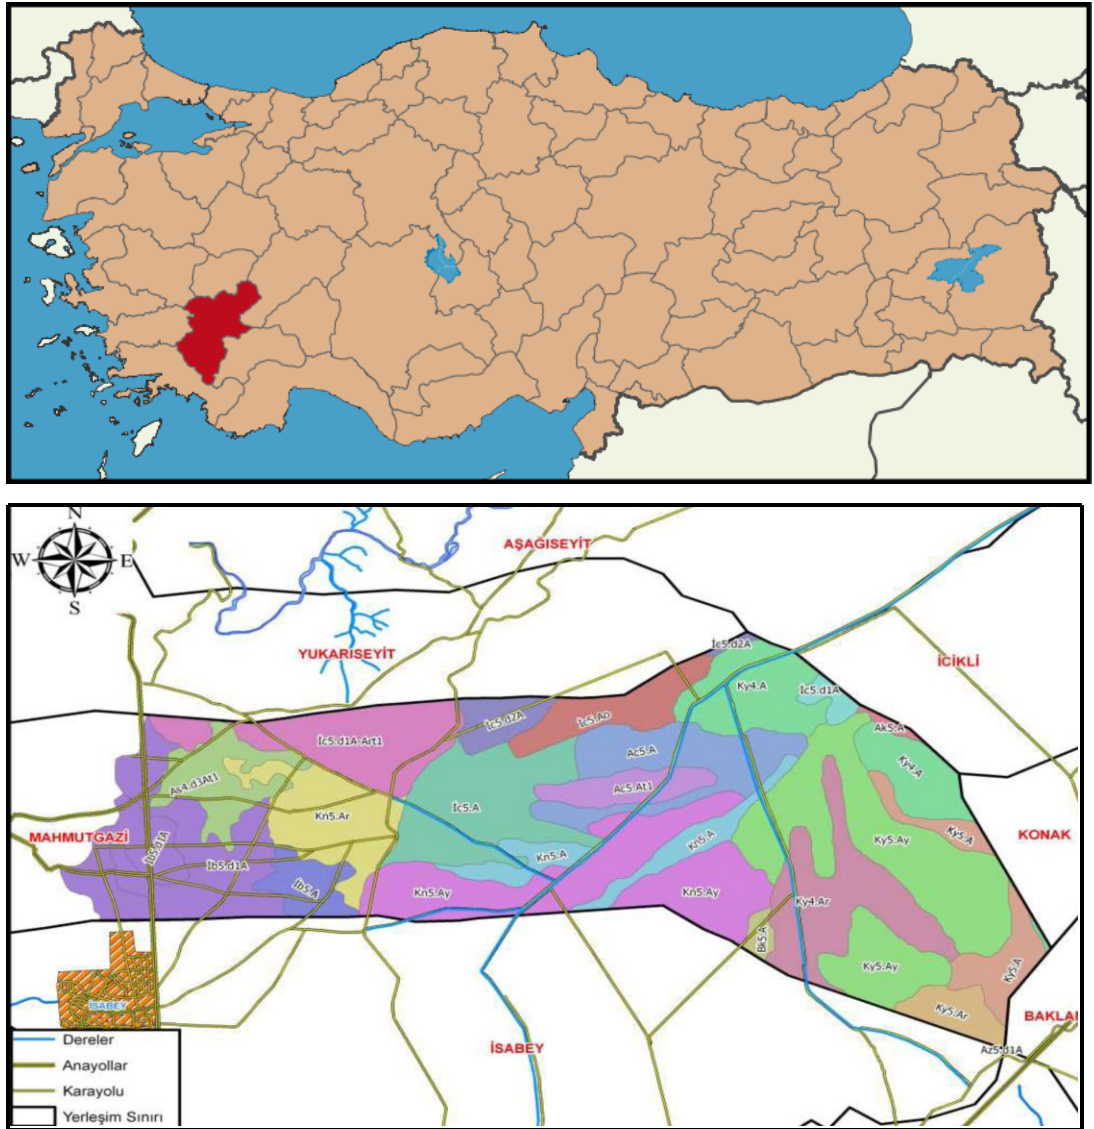 N
W
E
S
AŞAĞISEYİT
YUKARISEYİT
İCİKLİ
İc5.d2A
Ky4.A
İc5.d1A
İc5.d2A
İc5.Ao
Ak5.A
İc5.d1A-Art1
Ac5.A
Ky4.A
As4.d3At1
Ac5.At1
İc5.A
Kn5.Ar
MAHMUTGAZİ
KONAK
Ky5.A
Kn5.A
Ky5.Ay
İb5.d1A
Kn5.A
İb5.d1A
İb5.A
Kn5.Ay
Kn5.Ay
Ky4.Ar
Bk5.A
Ky5.Ay
Ky5.A
İSABEY
Ky5.Ar
BAKLAN
Dereler
İSABEY
Az5.d1A
Anayollar
Karayolu
Yerleşim Sınırı